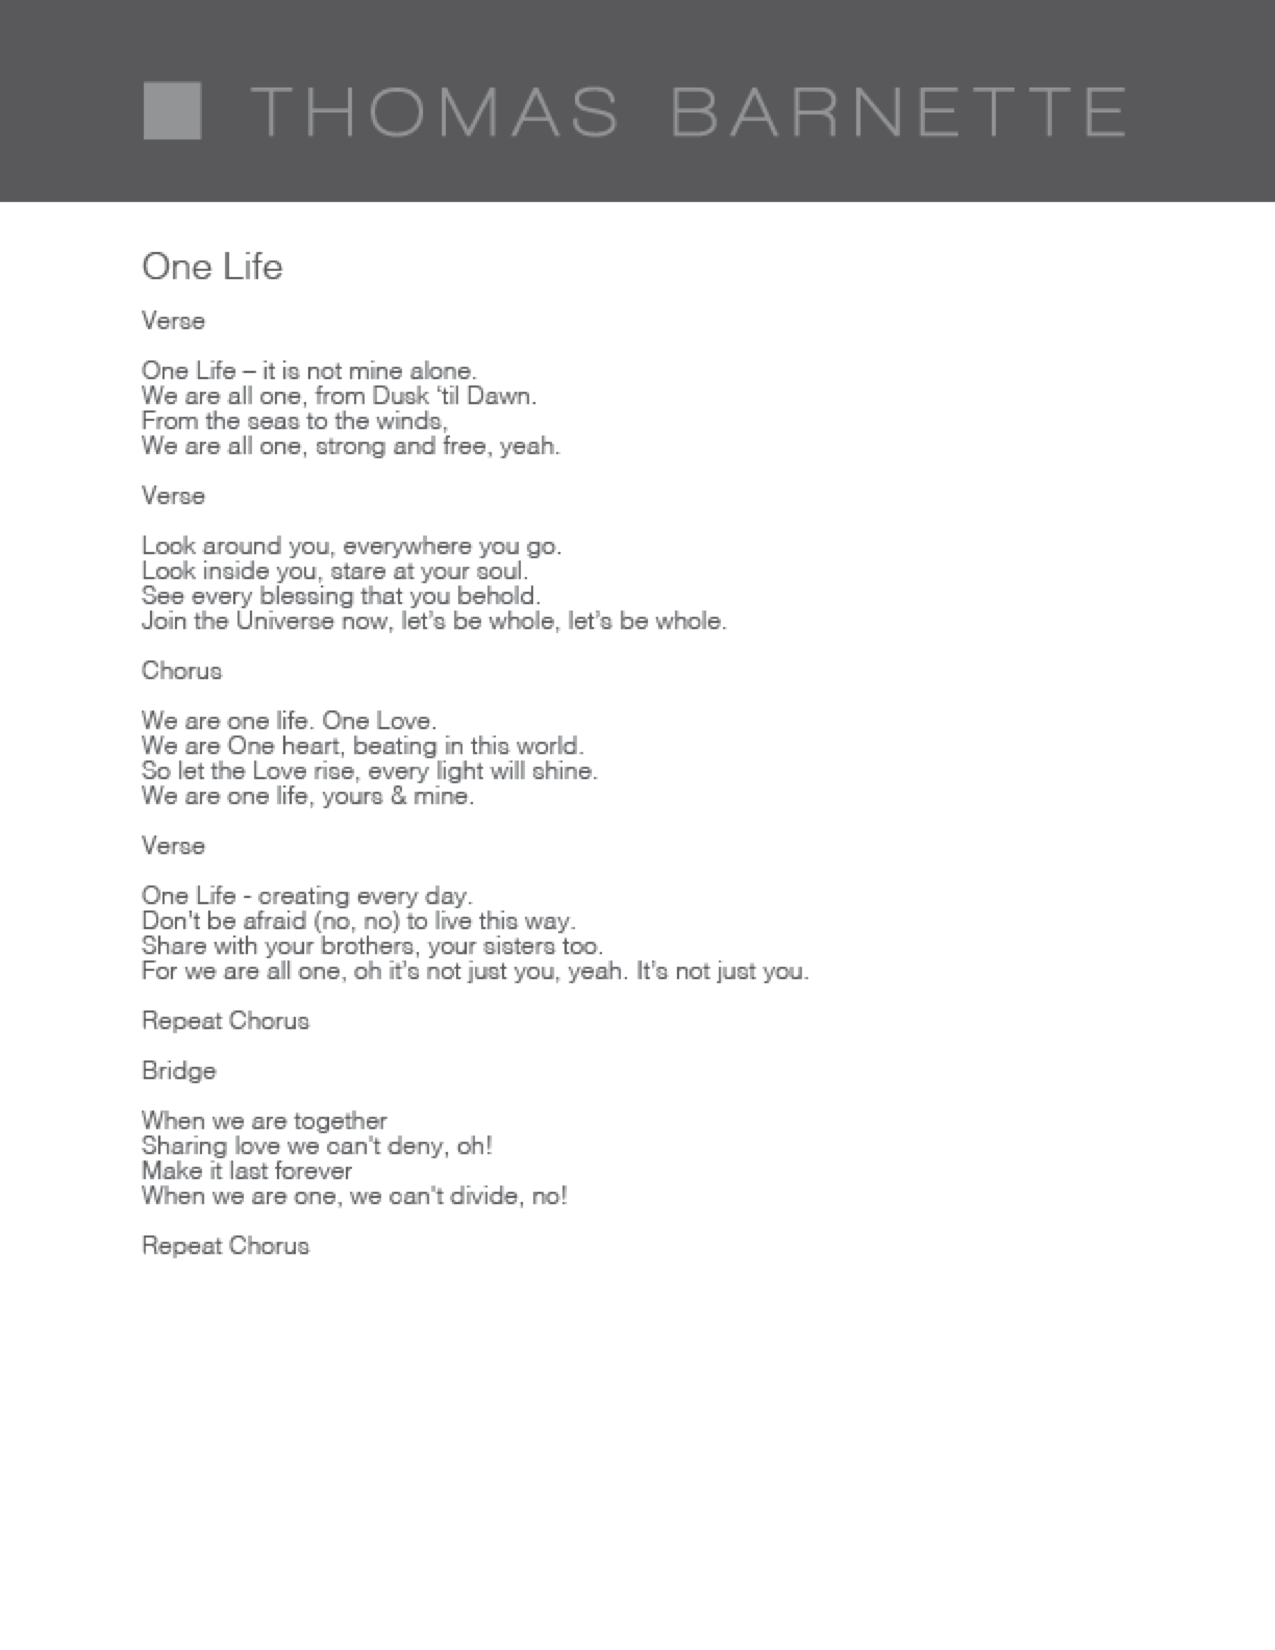 THOMAS BARNETTE
One Life
Verse
One Life – it is not mine alone.
We are all one, from Dusk ‘til Dawn.
From the seas to the winds,
We are all one, strong and free, yeah.
Verse
Look around you, everywhere you go.
Look inside you, stare at your soul.
See every blessing that you behold.
Join the Universe now, let’s be whole, let’s be whole.
Chorus
We are one life. One Love.
We are One heart, beating in this world.
So let the Love rise, every light will shine.
We are one life, yours & mine.
Verse
One Life - creating every day.
Don't be afraid (no, no) to live this way.
Share with your brothers, your sisters too.
For we are all one, oh it’s not just you, yeah. It’s not just you.
Repeat Chorus
Bridge
When we are together
Sharing love we can't deny, oh!
Make it last forever
When we are one, we can't divide, no!
Repeat Chorus